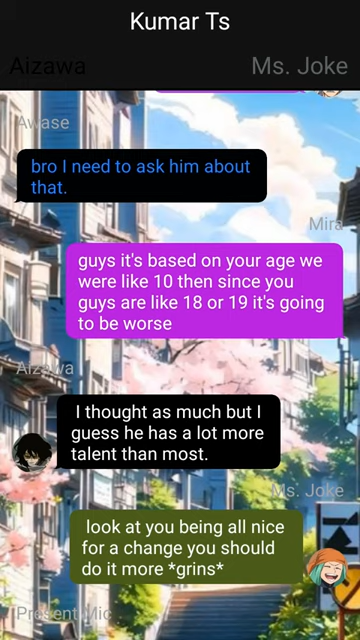 Kumar Ts
Aizawa
Ms. Joke
Awase
bro I need to ask him about
that.
Mira
guys it's based on your age we
were like 10 then since you
guys are like 18 or 19 it's going
to be worse
Aizawa
I thought as much but I
guess he has a lot more
talent than most.
Ms. Joke
look at you being all nice
for a change you should
do it more *grins*
Present Mic